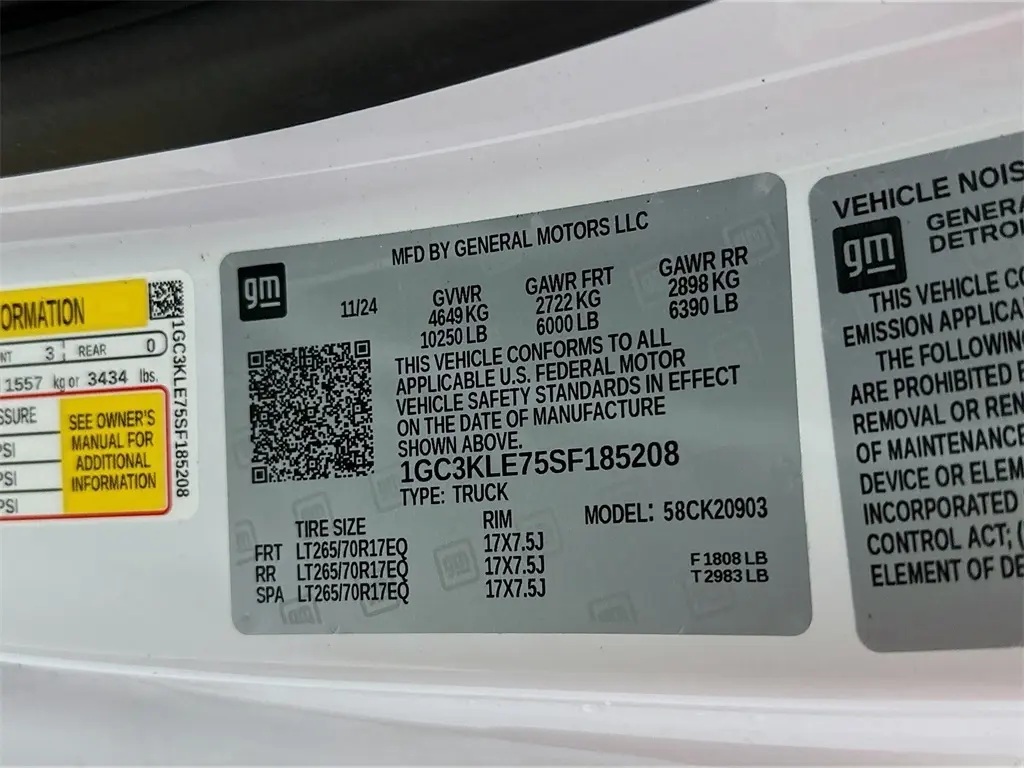 ORMATION
NT 3 REAR 0
1557 kg or 3434 lbs.
SSURE
PSI
PSI
PSI
SEE OWNER'S
MANUAL FOR
ADDITIONAL
INFORMATION
1GC3KLE75SF185208
gm
MFD BY GENERAL MOTORS LLC
11/24
GVWR GAWR FRT GAWR RR
4649 KG 2722 KG 2898 KG
10250 LB 6000 LB 6390 LB
THIS VEHICLE CONFORMS TO ALL
APPLICABLE U.S. FEDERAL MOTOR
VEHICLE SAFETY STANDARDS IN EFFECT
ON THE DATE OF MANUFACTURE
SHOWN ABOVE.
1GC3KLE75SF185208
TYPE: TRUCK
MODEL: 58CK20903
TIRE SIZE RIM
FRT LT265/70R17EQ 17X7.5J
RR LT265/70R17EQ 17X7.5J
SPA LT265/70R17EQ 17X7.5J
F 1808 LB
T 2983 LB
VEHICLE NOIS
gm
GENERA
DETROI
THIS VEHICLE CO
EMISSION APPLICA
THE FOLLOWING
ARE PROHIBITED
REMOVAL OR REN
OF MAINTENANCE
DEVICE OR ELEM
INCORPORATED
CONTROL ACT; (
ELEMENT OF DE